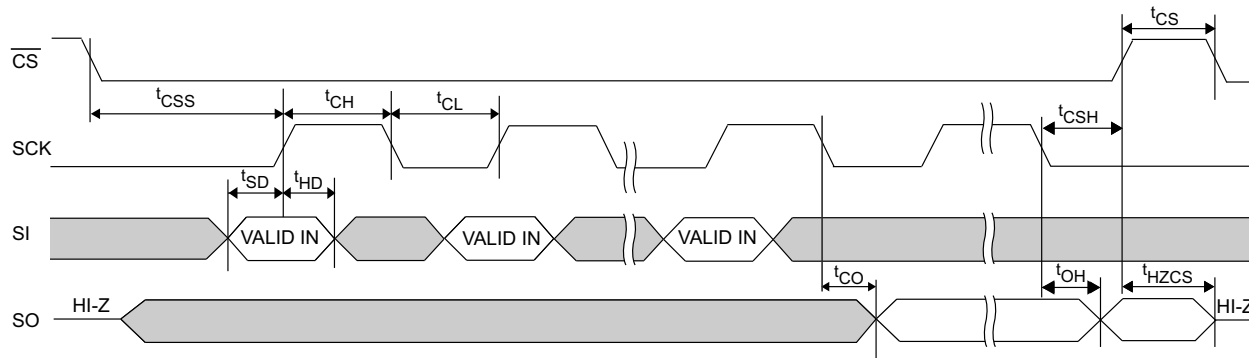 tCS
CS
tCSS
tCH
tCL
tCSH
SCK
tSD
tHD
SI
VALID IN
VALID IN
VALID IN
tCO
tOH
tHZCS
HI-Z
HI-Z
SO